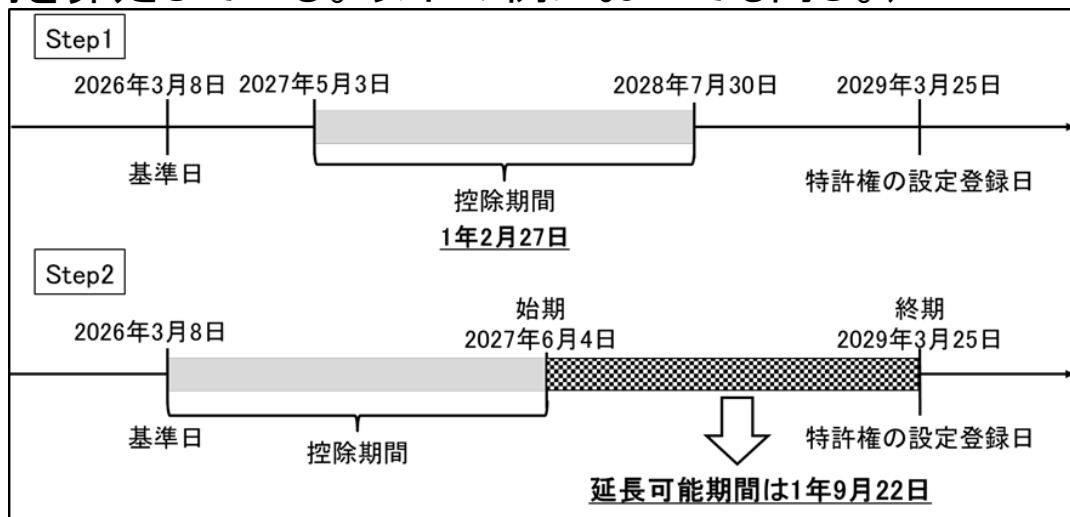 Step1
2026年3月8日 2027年5月3日 2028年7月30日 2029年3月25日
基準日 特許権の設定登録日
控除期間
1年2月27日
Step2
始期 終期
2026年3月8日 2027年6月4日 2029年3月25日
基準日 控除期間 特許権の設定登録日
延長可能期間は1年9月22日